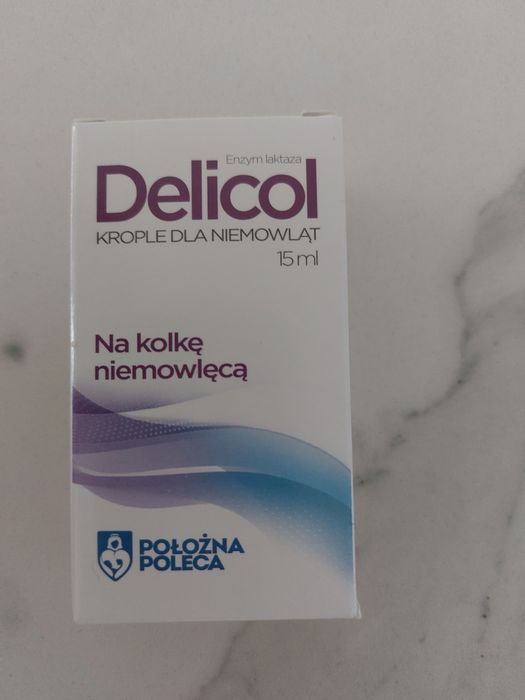 Enzym laktaza
Delicol
KROPLE DLA NIEMOWLĄT
15 ml
Na kolkę
niemowlęcą
POŁOŻNA
POLECA